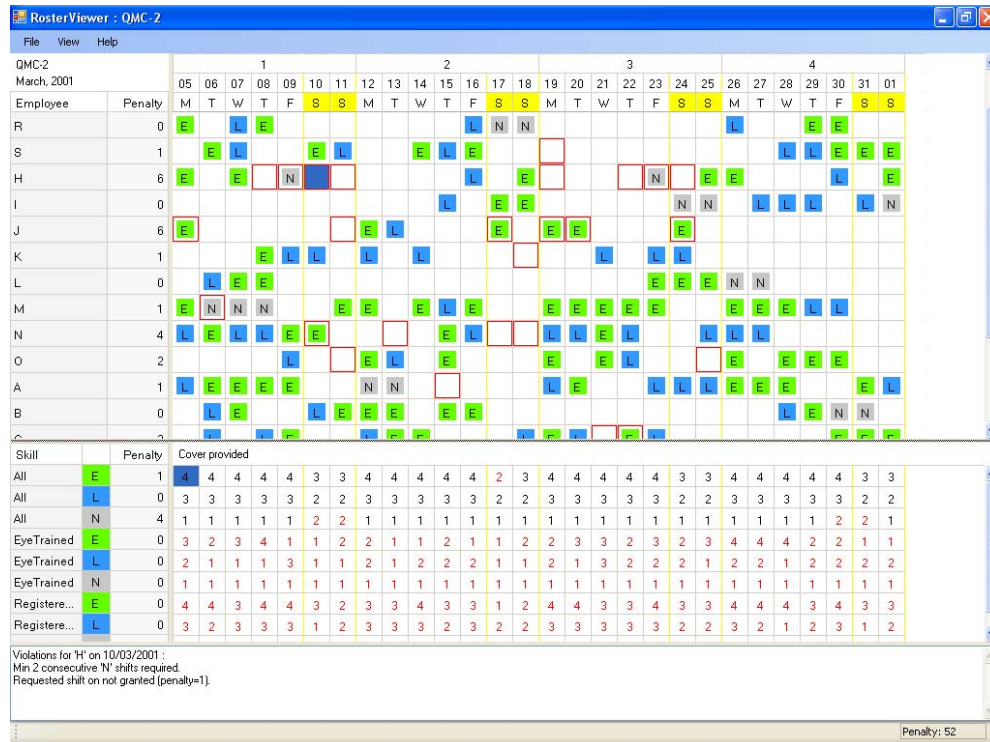 RosterViewer : QMC-2
File View Help
QMC-2 1 2 3 4
March, 2001 05 06 07 08 09 10 11 12 13 14 15 16 17 18 19 20 21 22 23 24 25 26 27 28 29 30 31 01
Employee Penalty M T W T F S S M T W T F S S M T W T F S S M T W T F S S
R 0 E L E L N N L E E
S 1 E L E L E L E L L E E E
H 6 E E N L E N E E L E
I 0 L E E N N L L L L N
J 6 E E L E E E E
K 1 E L L L L L L L
L 0 L E E E E E N N
M 1 E N N N E E E L E E E E E E E E E L L
N 4 L E L L E E E L L L E L L L L
O 2 L E L E E E L E E E E
A 1 L E E E E N N L E L L L E E E E L
B 0 L E L E E E E E L E N N
Skill Penalty Cover provided
All E 1 4 4 4 4 4 3 3 4 4 4 4 4 2 3 4 4 4 4 4 3 3 4 4 4 4 4 3 3
All L 0 3 3 3 3 3 2 2 3 3 3 3 3 2 2 3 3 3 3 3 2 2 3 3 3 3 3 2 2
All N 4 1 1 1 1 1 2 2 1 1 1 1 1 1 1 1 1 1 1 1 1 1 1 1 1 1 2 2 1
EyeTrained E 0 3 2 3 4 1 1 2 2 1 1 2 1 1 2 2 3 3 2 3 2 3 4 4 4 2 2 1 1
EyeTrained L 0 2 1 1 1 3 1 1 2 1 2 2 2 1 1 2 1 3 2 2 2 1 2 2 1 2 2 2 2
EyeTrained N 0 1 1 1 1 1 1 1 1 1 1 1 1 1 1 1 1 1 1 1 1 1 1 1 1 1 1 1 1
Registere... E 0 4 4 3 4 4 3 2 3 3 4 3 3 1 2 4 4 3 3 4 3 3 4 4 4 3 4 3 3
Registere... L 0 3 2 3 3 3 1 2 3 3 3 2 3 2 2 3 3 3 3 3 2 2 3 2 1 2 3 1 2
Violations for 'H' on 10/03/2001 :
Min 2 consecutive 'N' shifts required.
Requested shift on not granted (penalty=1).
Penalty: 52